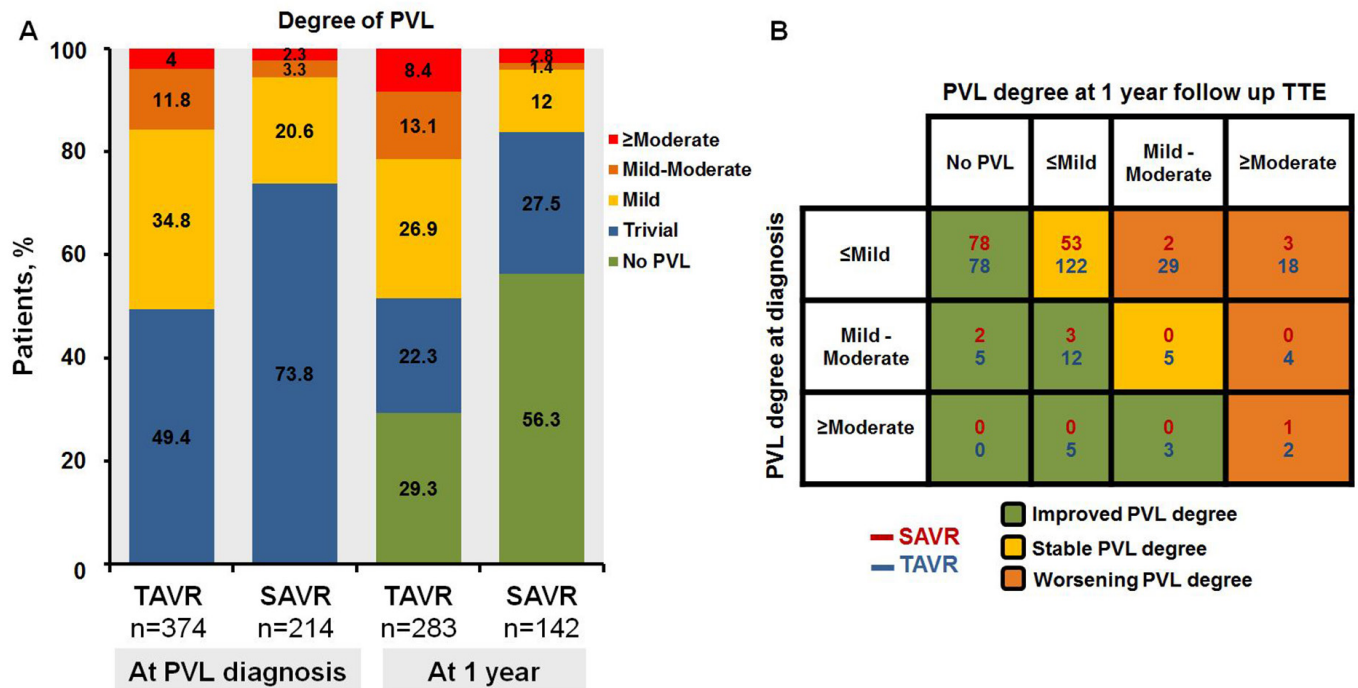 A
Degree of PVL
Patients, %
100
80
60
40
20
0
4
11.8
34.8
49.4
2.3
3.3
20.6
73.8
8.4
13.1
26.9
22.3
29.3
2.8
1.4
12
27.5
56.3
≥Moderate
Mild-Moderate
Mild
Trivial
No PVL
TAVR SAVR TAVR SAVR
n=374 n=214 n=283 n=142
At PVL diagnosis At 1 year
B
PVL degree at 1 year follow up TTE
PVL degree at diagnosis
No PVL ≤Mild Mild - Moderate ≥Moderate
≤Mild
78 53 2 3
78 122 29 18
Mild -
Moderate
2 3 0 0
5 12 5 4
≥Moderate
0 0 0 1
0 5 3 2
SAVR
TAVR
Improved PVL degree
Stable PVL degree
Worsening PVL degree